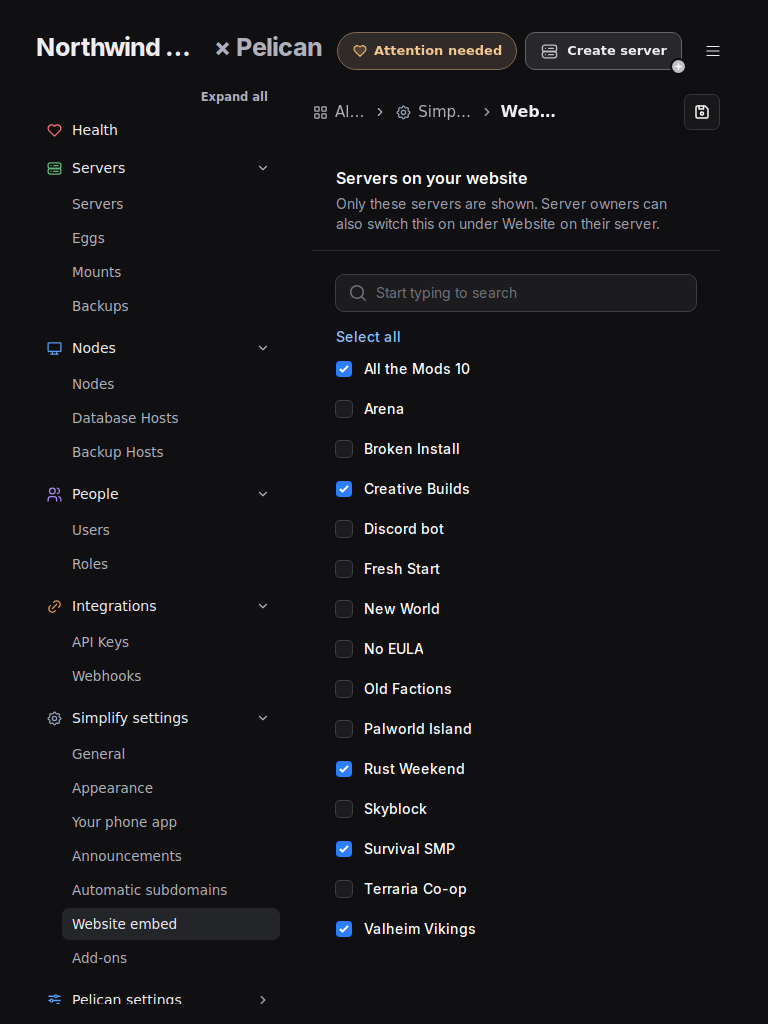 Northwind ... × Pelican
Attention needed
Create server
Expand all
Health
Servers
Servers
Eggs
Mounts
Backups
Nodes
Nodes
Database Hosts
Backup Hosts
People
Users
Roles
Integrations
API Keys
Webhooks
Simplify settings
General
Appearance
Your phone app
Announcements
Automatic subdomains
Website embed
Add-ons
Pelican settings
Al... > Simp... > Web...
Servers on your website
Only these servers are shown. Server owners can
also switch this on under Website on their server.
Start typing to search
Select all
All the Mods 10
Arena
Broken Install
Creative Builds
Discord bot
Fresh Start
New World
No EULA
Old Factions
Palworld Island
Rust Weekend
Skyblock
Survival SMP
Terraria Co-op
Valheim Vikings